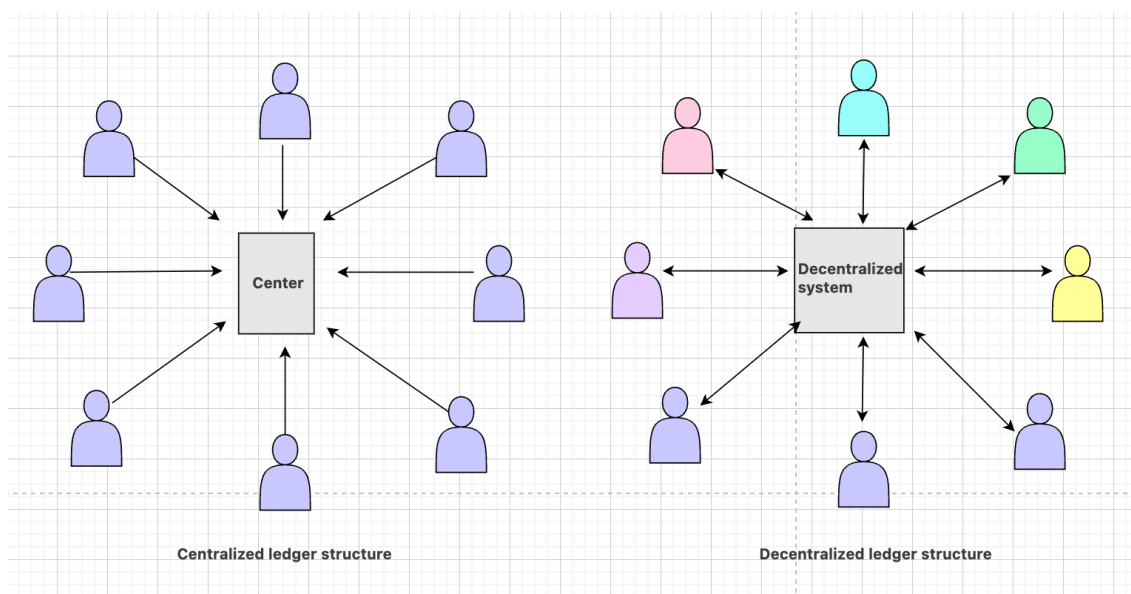 Center
Decentralized
system
Centralized ledger structure
Decentralized ledger structure